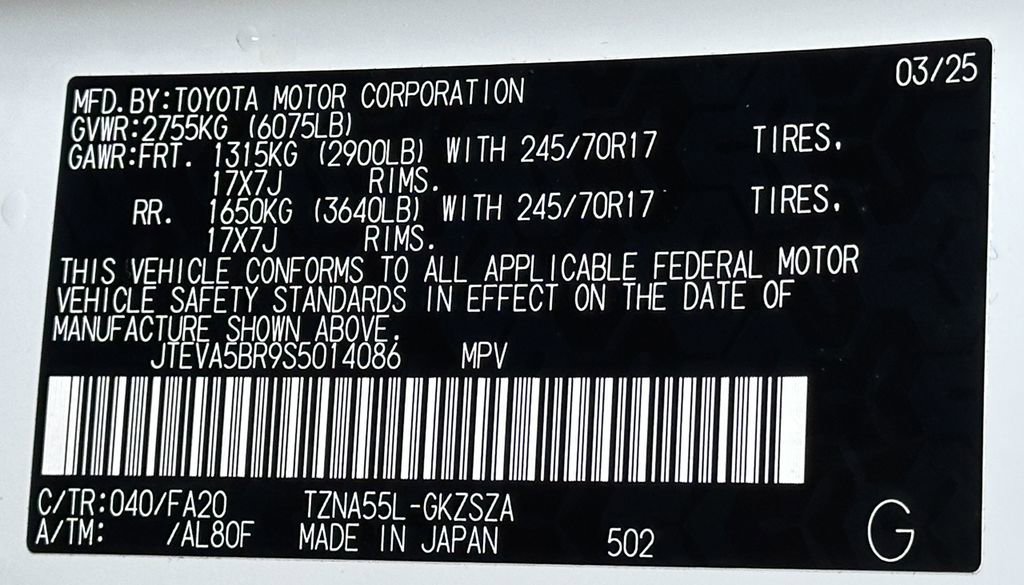 03/25
MFD.BY:TOYOTA MOTOR CORPORATION
GVWR:2755KG (6075LB)
GAWR:FRT. 1315KG (2900LB) WITH 245/70R17 TIRES.
17X7J RIMS.
RR. 1650KG (3640LB) WITH 245/70R17 TIRES.
17X7J RIMS.
THIS VEHICLE CONFORMS TO ALL APPLICABLE FEDERAL MOTOR
VEHICLE SAFETY STANDARDS IN EFFECT ON THE DATE OF
MANUFACTURE SHOWN ABOVE.
JTEVA5BR9S5014086 MPV
C/TR:040/FA20 TZNA55L-GKZSZA
A/TM: /AL80F MADE IN JAPAN 502 G